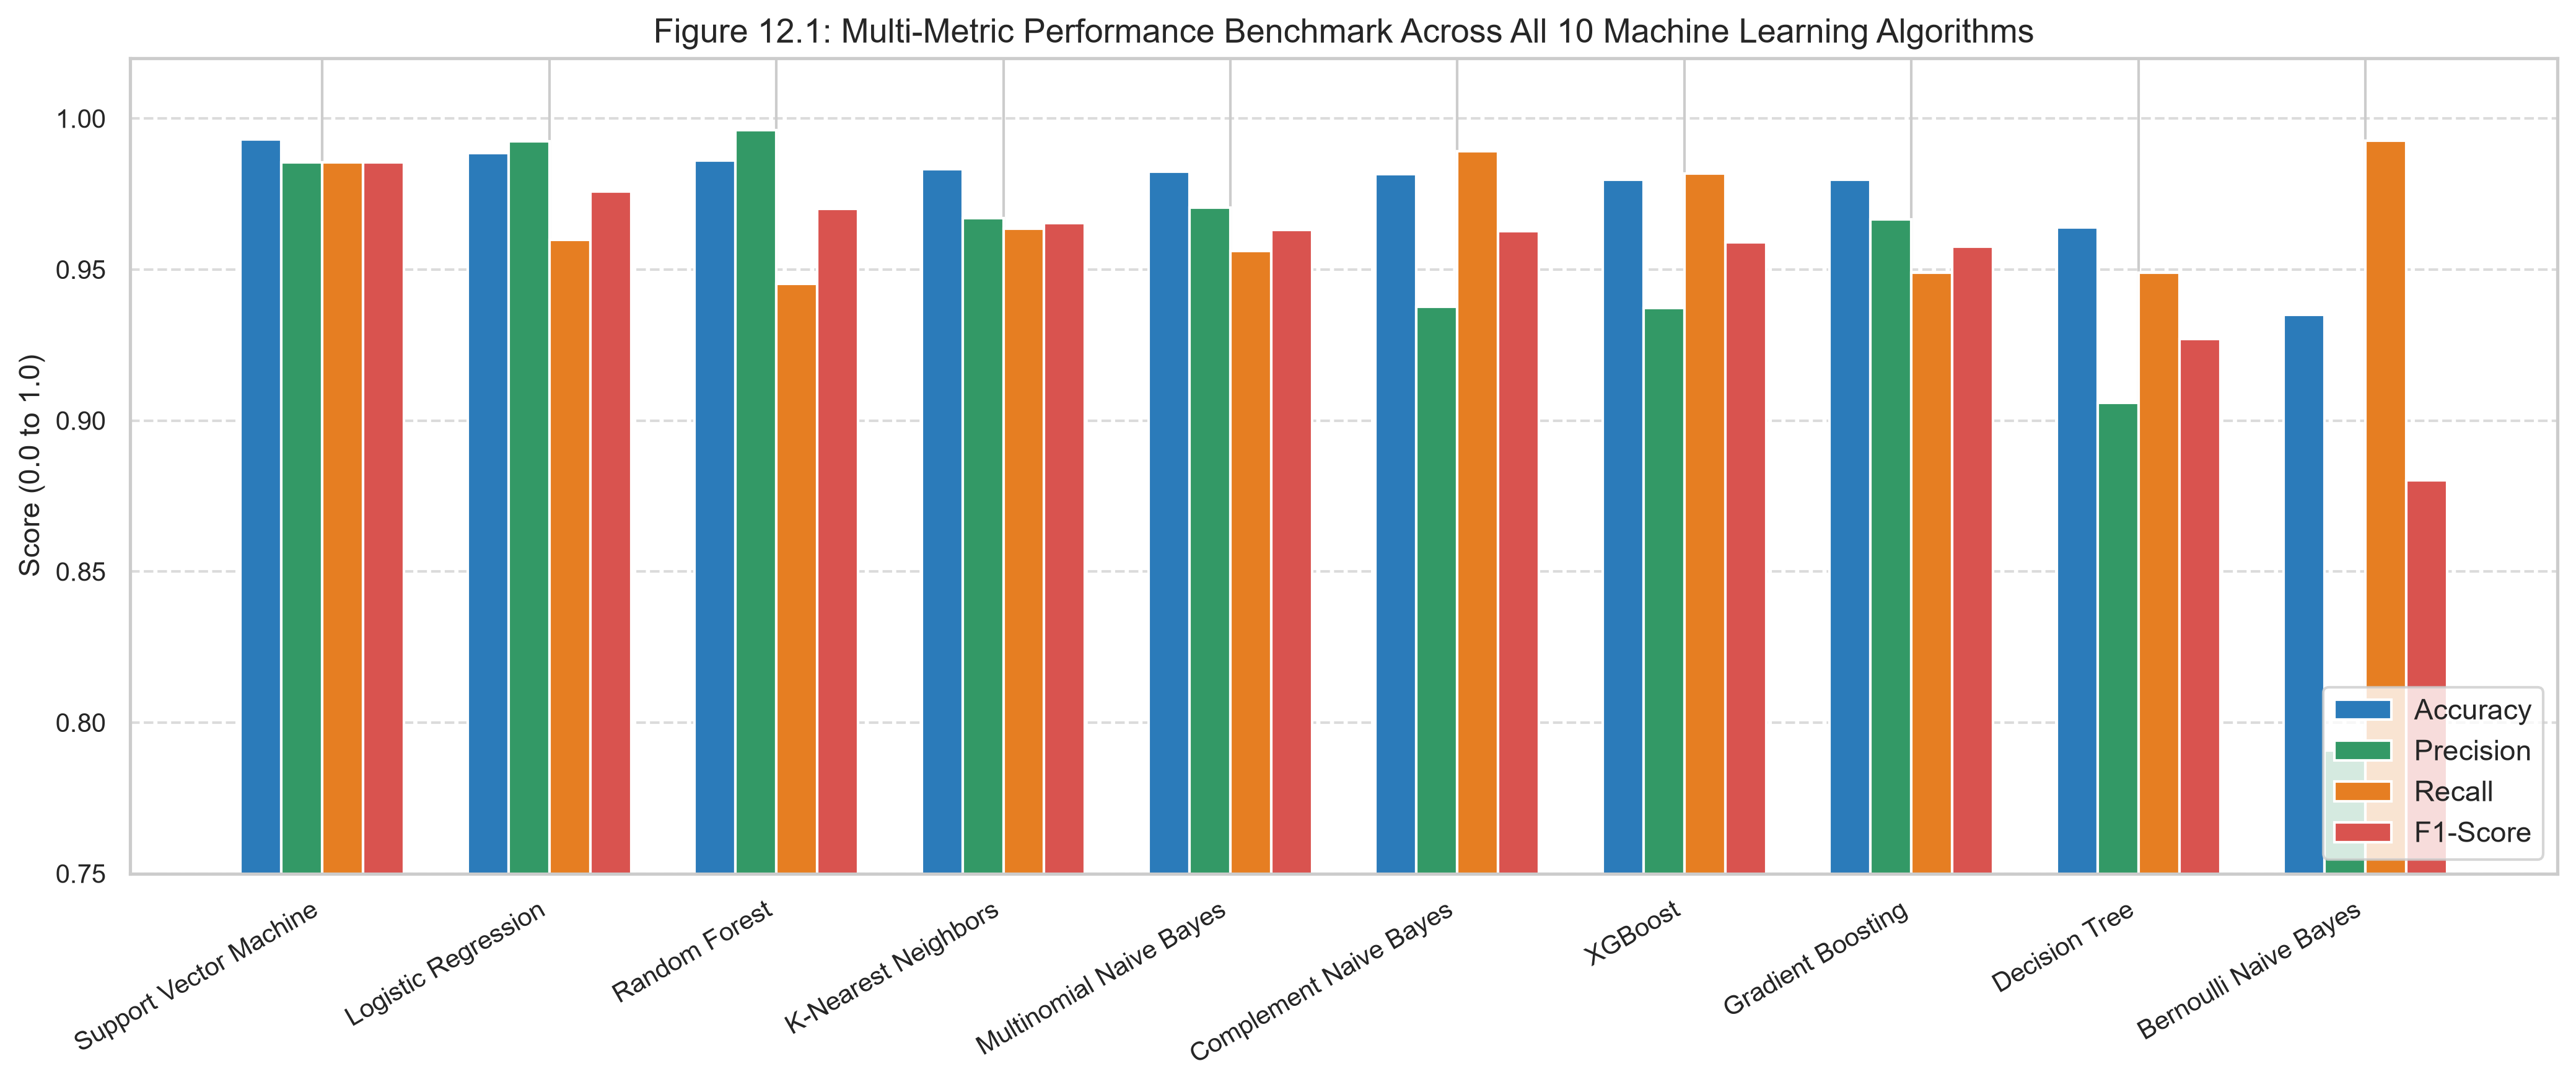 Figure 12.1: Multi-Metric Performance Benchmark Across All 10 Machine Learning Algorithms
Score (0.0 to 1.0)
1.00
0.95
0.90
0.85
0.80
0.75
Accuracy
Precision
Recall
F1-Score
Support Vector Machine
Logistic Regression
Random Forest
K-Nearest Neighbors
Multinomial Naive Bayes
Complement Naive Bayes
XGBoost
Gradient Boosting
Decision Tree
Bernoulli Naive Bayes